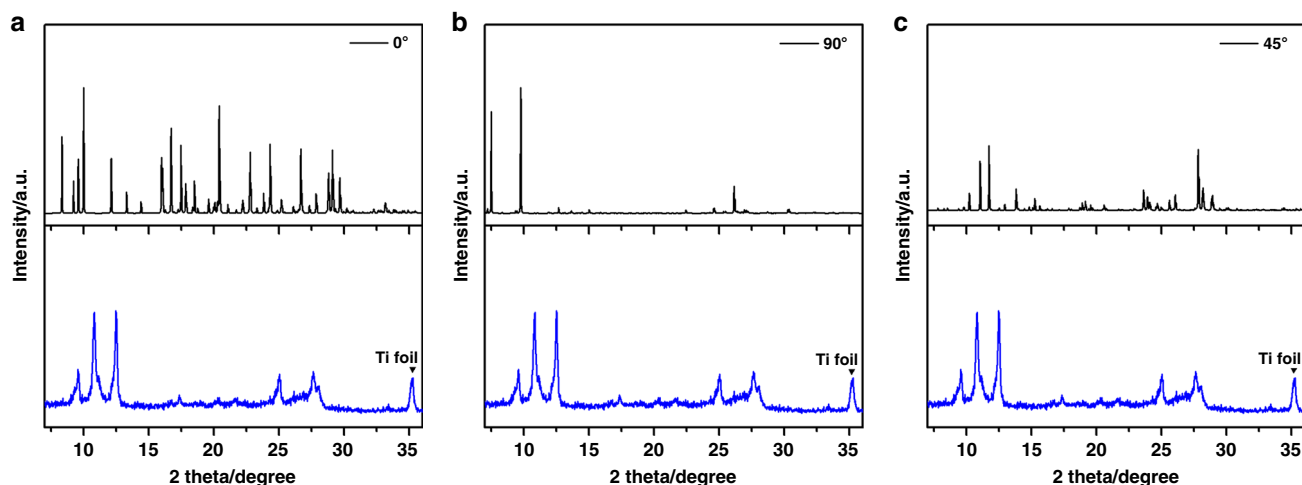 a
0°
Intensity/a.u.
Ti foil
10 15 20 25 30 35
2 theta/degree
b
90°
Intensity/a.u.
Ti foil
10 15 20 25 30 35
2 theta/degree
c
45°
Intensity/a.u.
Ti foil
10 15 20 25 30 35
2 theta/degree